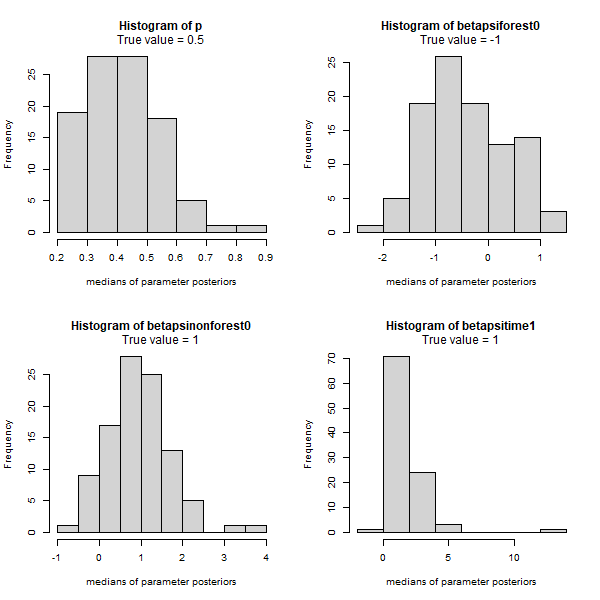 Histogram of p
True value = 0.5
Frequency
0 5 10 15 20 25
0.2 0.3 0.4 0.5 0.6 0.7 0.8 0.9
medians of parameter posteriors
Histogram of betapsiforest0
True value = -1
Frequency
0 5 10 15 20 25
-2 -1 0 1
medians of parameter posteriors
Histogram of betapsinonforest0
True value = 1
Frequency
0 5 10 15 20 25
-1 0 1 2 3 4
medians of parameter posteriors
Histogram of betapsitime1
True value = 1
Frequency
0 10 20 30 40 50 60 70
0 5 10
medians of parameter posteriors